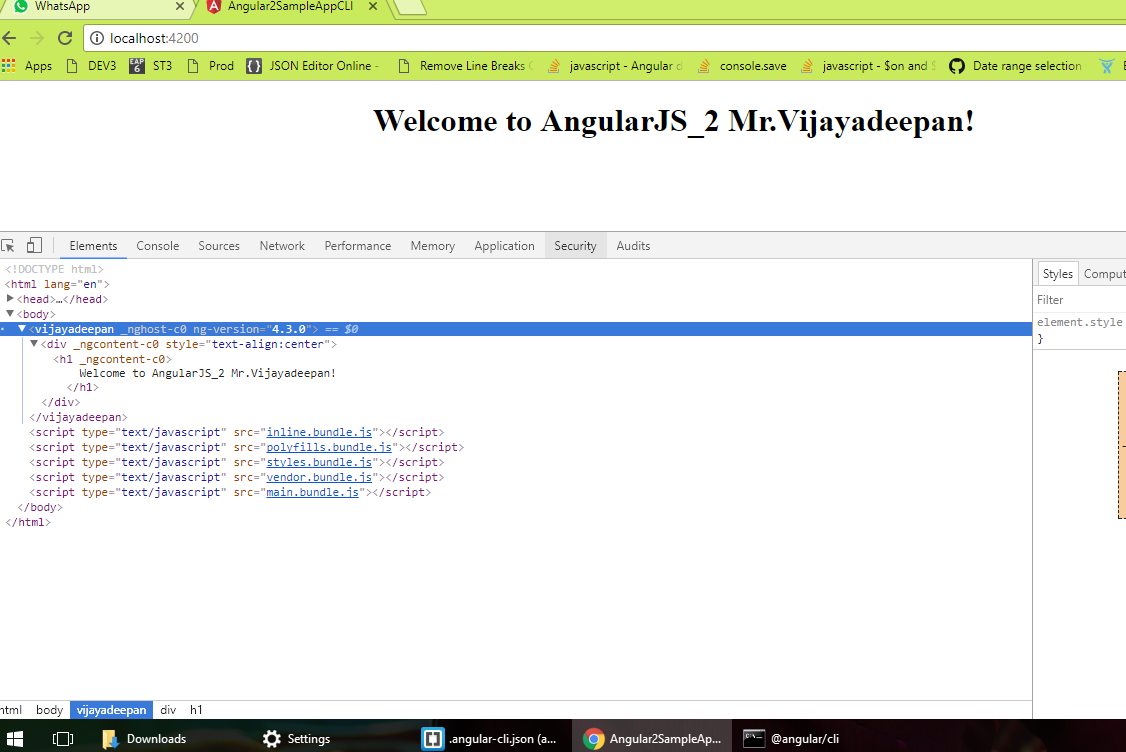 WhatsApp Angular2SampleAppCLI
localhost:4200
Apps DEV3 EAP 6 ST3 Prod JSON Editor Online - Remove Line Breaks javascript - Angular console.save javascript - $on and $ Date range selection
Welcome to AngularJS_2 Mr.Vijayadeepan!
Elements Console Sources Network Performance Memory Application Security Audits
<!DOCTYPE html>
Styles Comput
<html lang="en">
<head>…</head>
Filter
<body>
<vijayadeepan _nghost-c0 ng-version="4.3.0"> == $0
element.style
}
<div _ngcontent-c0 style="text-align:center">
<h1 _ngcontent-c0>
Welcome to AngularJS_2 Mr.Vijayadeepan!
</h1>
</div>
</vijayadeepan>
<script type="text/javascript" src="inline.bundle.js"></script>
<script type="text/javascript" src="polyfills.bundle.js"></script>
<script type="text/javascript" src="styles.bundle.js"></script>
<script type="text/javascript" src="vendor.bundle.js"></script>
<script type="text/javascript" src="main.bundle.js"></script>
</body>
</html>
html body vijayadeepan div h1
Downloads Settings .angular-cli.json (a... Angular2SampleAp... @angular/cli